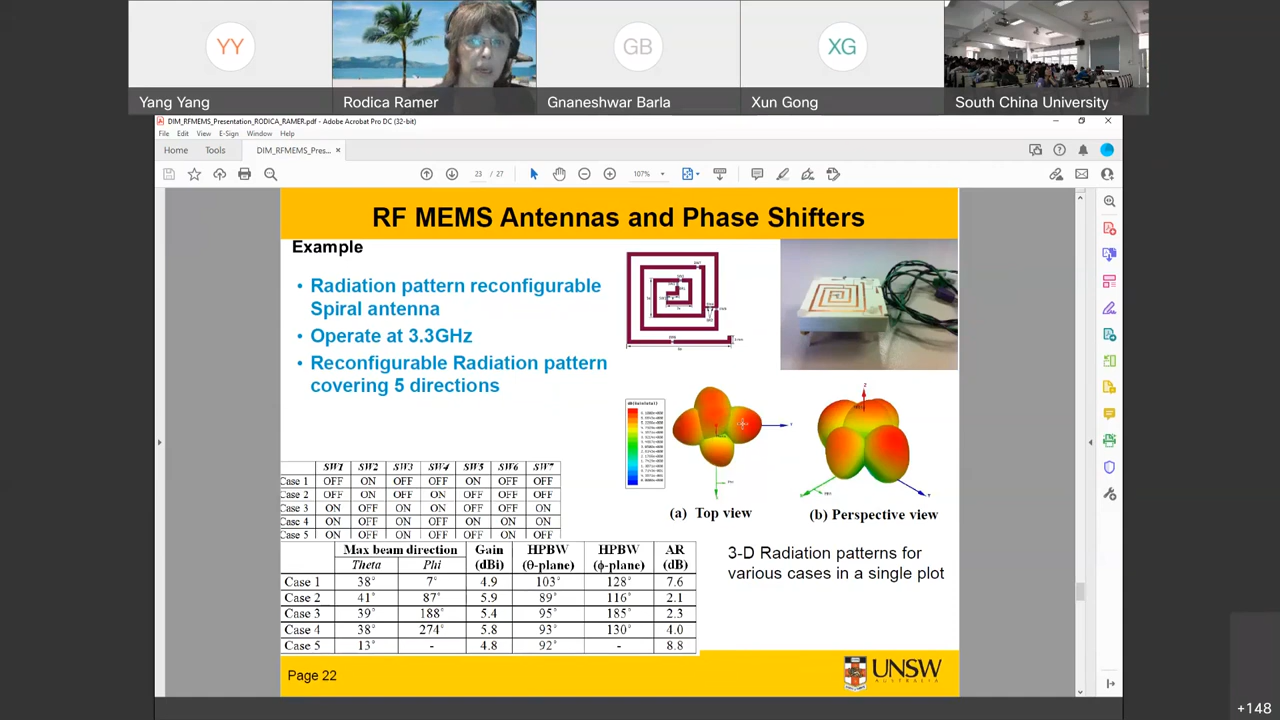 YY
GB
XG
Yang Yang
Rodica Ramer
Gnaneshwar Barla
Xun Gong
South China University
DIM_RFMEMS_Presentation_RODICA_RAMER.pdf - Adobe Acrobat Pro DC (32-bit)
File Edit View E-Sign Window Help
Home Tools DIM_RFMEMS_Pres...
23 / 27 107%
RF MEMS Antennas and Phase Shifters
Example
• Radiation pattern reconfigurable
Spiral antenna
• Operate at 3.3GHz
• Reconfigurable Radiation pattern
covering 5 directions
(a) Top view
(b) Perspective view
3-D Radiation patterns for
various cases in a single plot
SW1 SW2 SW3 SW4 SW5 SW6 SW7
Case 1 OFF ON OFF OFF ON OFF OFF
Case 2 OFF ON OFF ON OFF OFF OFF
Case 3 ON OFF ON ON OFF OFF ON
Case 4 ON OFF ON OFF ON ON OFF
Case 5 ON OFF OFF OFF OFF ON OFF
Max beam direction Gain HPBW HPBW AR
Theta Phi (dBi) (θ-plane) (ϕ-plane) (dB)
Case 1 38° 7° 4.9 103° 128° 7.6
Case 2 41° 87° 5.9 89° 116° 2.1
Case 3 39° 188° 5.4 95° 185° 2.3
Case 4 38° 274° 5.8 93° 130° 4.0
Case 5 13° - 4.8 92° - 8.8
Page 22
UNSW
AUSTRALIA
+148